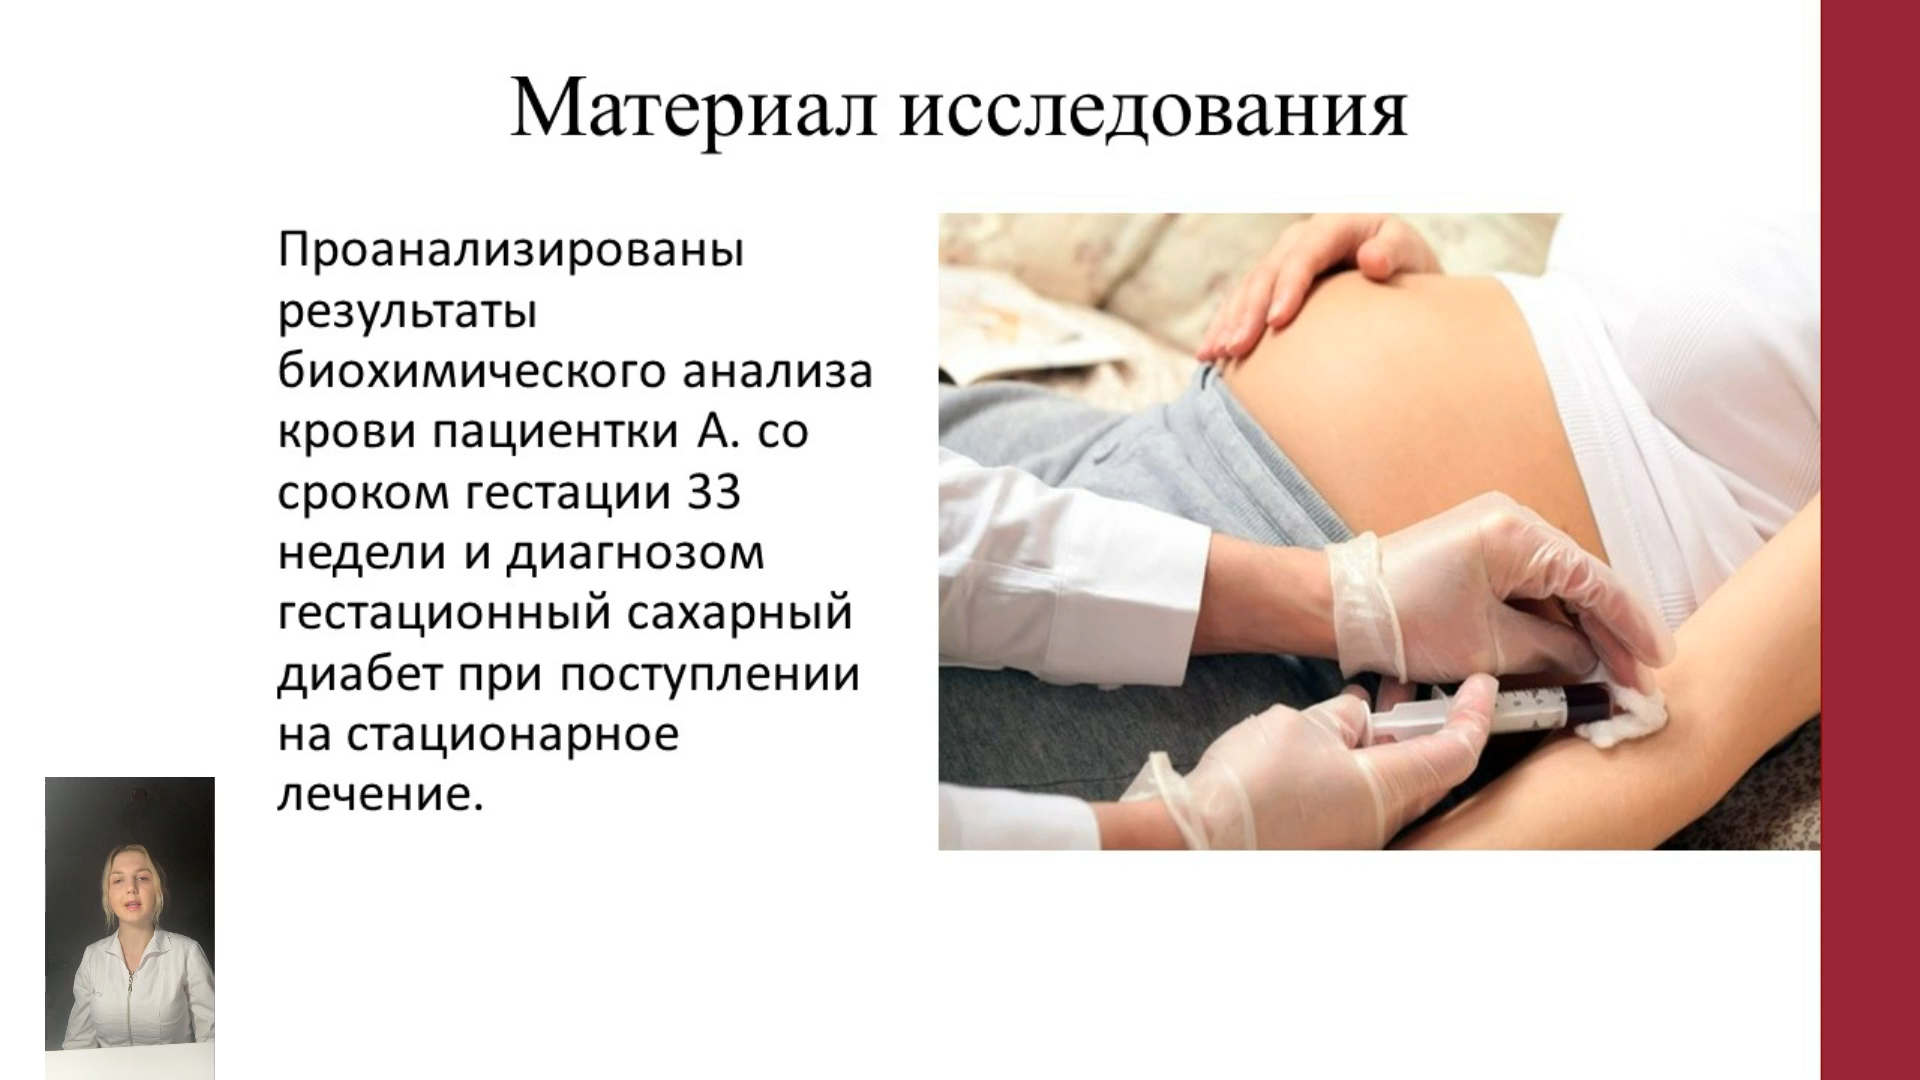 Материал исследования
Проанализированы
результаты
биохимического анализа
крови пациентки А. со
сроком гестации 33
недели и диагнозом
гестационный сахарный
диабет при поступлении
на стационарное
лечение.